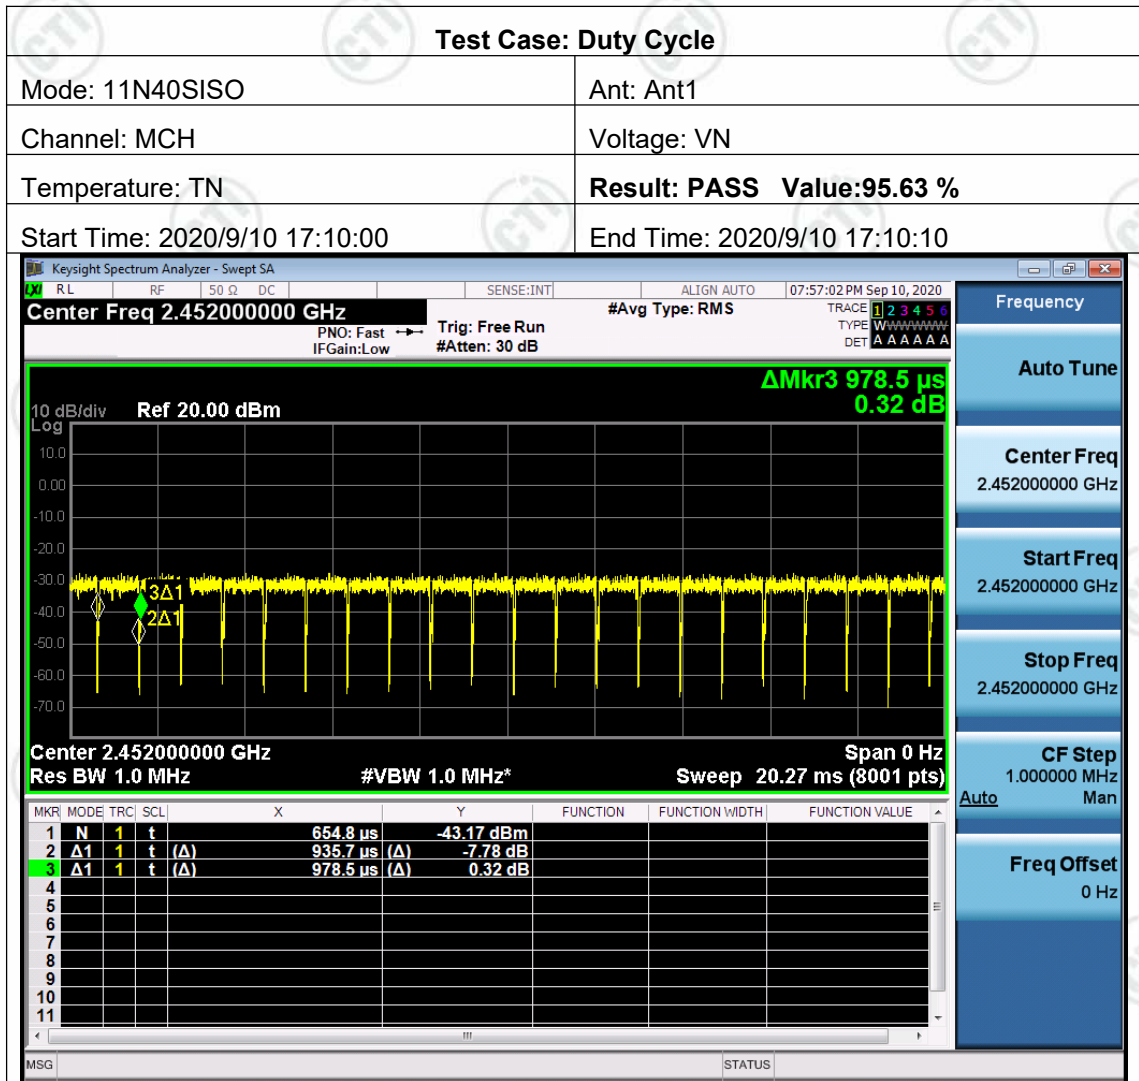 Test Case: Duty Cycle
Mode: 11N40SISO Ant: Ant1
Channel: MCH Voltage: VN
Temperature: TN Result: PASS Value:95.63 %
Start Time: 2020/9/10 17:10:00 End Time: 2020/9/10 17:10:10
Keysight Spectrum Analyzer - Swept SA
LXI RL RF 50 Ω DC SENSE:INT ALIGN AUTO 07:57:02 PM Sep 10, 2020
Center Freq 2.452000000 GHz #Avg Type: RMS TRACE 1 2 3 4 5 6
PNO: Fast Trig: Free Run TYPE WWWWWW
IFGain:Low #Atten: 30 dB DET A A A A A A
Frequency
Auto Tune
Center Freq
2.452000000 GHz
Start Freq
2.452000000 GHz
Stop Freq
2.452000000 GHz
CF Step
1.000000 MHz
Auto Man
Freq Offset
0 Hz
ΔMkr3 978.5 µs
0.32 dB
10 dB/div Ref 20.00 dBm
Log
10.0
0.00
-10.0
-20.0
-30.0
3Δ1
-40.0
2Δ1
-50.0
-60.0
-70.0
Center 2.452000000 GHz Span 0 Hz
Res BW 1.0 MHz #VBW 1.0 MHz* Sweep 20.27 ms (8001 pts)
MKR MODE TRC SCL X Y FUNCTION FUNCTION WIDTH FUNCTION VALUE
1 N 1 t 654.8 µs -43.17 dBm
2 Δ1 1 t (Δ) 935.7 µs (Δ) -7.78 dB
3 Δ1 1 t (Δ) 978.5 µs (Δ) 0.32 dB
4
5
6
7
8
9
10
11
MSG STATUS